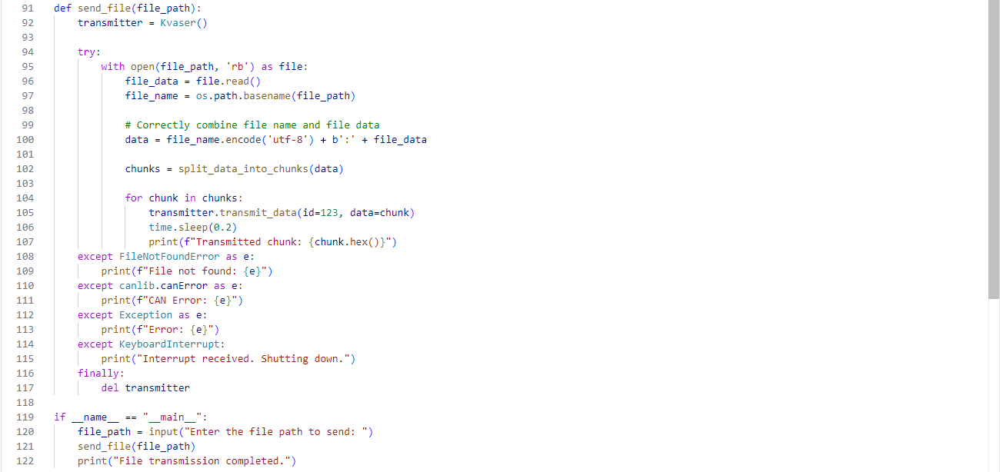 91 def send_file(file_path):
92     transmitter = Kvaser()
93
94     try:
95         with open(file_path, 'rb') as file:
96             file_data = file.read()
97             file_name = os.path.basename(file_path)
98
99             # Correctly combine file name and file data
100             data = file_name.encode('utf-8') + b':' + file_data
101
102             chunks = split_data_into_chunks(data)
103
104             for chunk in chunks:
105                 transmitter.transmit_data(id=123, data=chunk)
106                 time.sleep(0.2)
107                 print(f"Transmitted chunk: {chunk.hex()}")
108     except FileNotFoundError as e:
109         print(f"File not found: {e}")
110     except canlib.canError as e:
111         print(f"CAN Error: {e}")
112     except Exception as e:
113         print(f"Error: {e}")
114     except KeyboardInterrupt:
115         print("Interrupt received. Shutting down.")
116     finally:
117         del transmitter
118
119 if __name__ == "__main__":
120     file_path = input("Enter the file path to send: ")
121     send_file(file_path)
122     print("File transmission completed.")